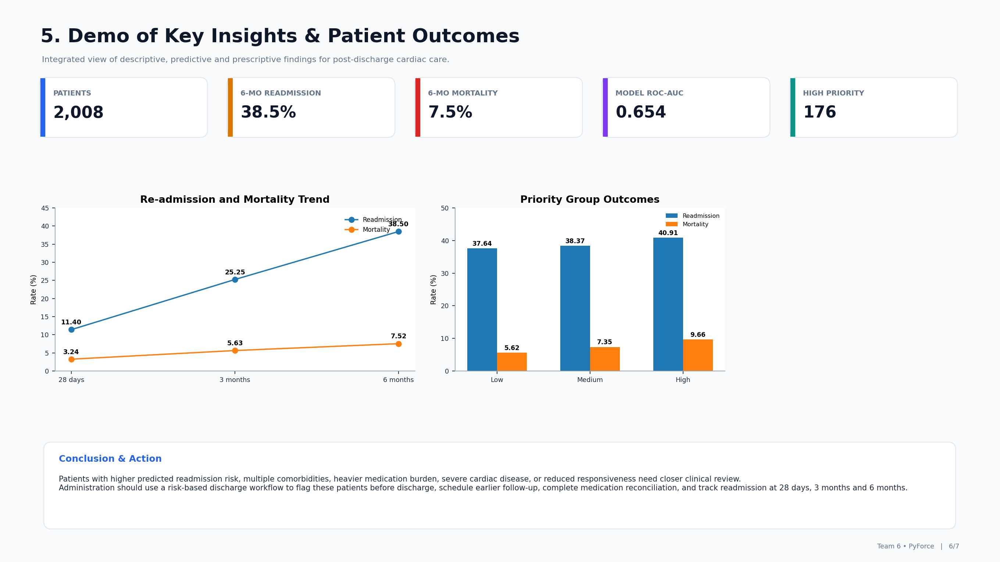 5. Demo of Key Insights & Patient Outcomes
Integrated view of descriptive, predictive and prescriptive findings for post-discharge cardiac care.
PATIENTS
2,008
6-MO READMISSION
38.5%
6-MO MORTALITY
7.5%
MODEL ROC-AUC
0.654
HIGH PRIORITY
176
Re-admission and Mortality Trend
Rate (%)
45
40
35
30
25
20
15
10
5
0
Readmission
Mortality
11.40
25.25
38.50
3.24
5.63
7.52
28 days
3 months
6 months
Priority Group Outcomes
Rate (%)
50
40
30
20
10
0
Readmission
Mortality
37.64
5.62
38.37
7.35
40.91
9.66
Low
Medium
High
Conclusion & Action
Patients with higher predicted readmission risk, multiple comorbidities, heavier medication burden, severe cardiac disease, or reduced responsiveness need closer clinical review.
Administration should use a risk-based discharge workflow to flag these patients before discharge, schedule earlier follow-up, complete medication reconciliation, and track readmission at 28 days, 3 months and 6 months.
Team 6 • PyForce | 6/7